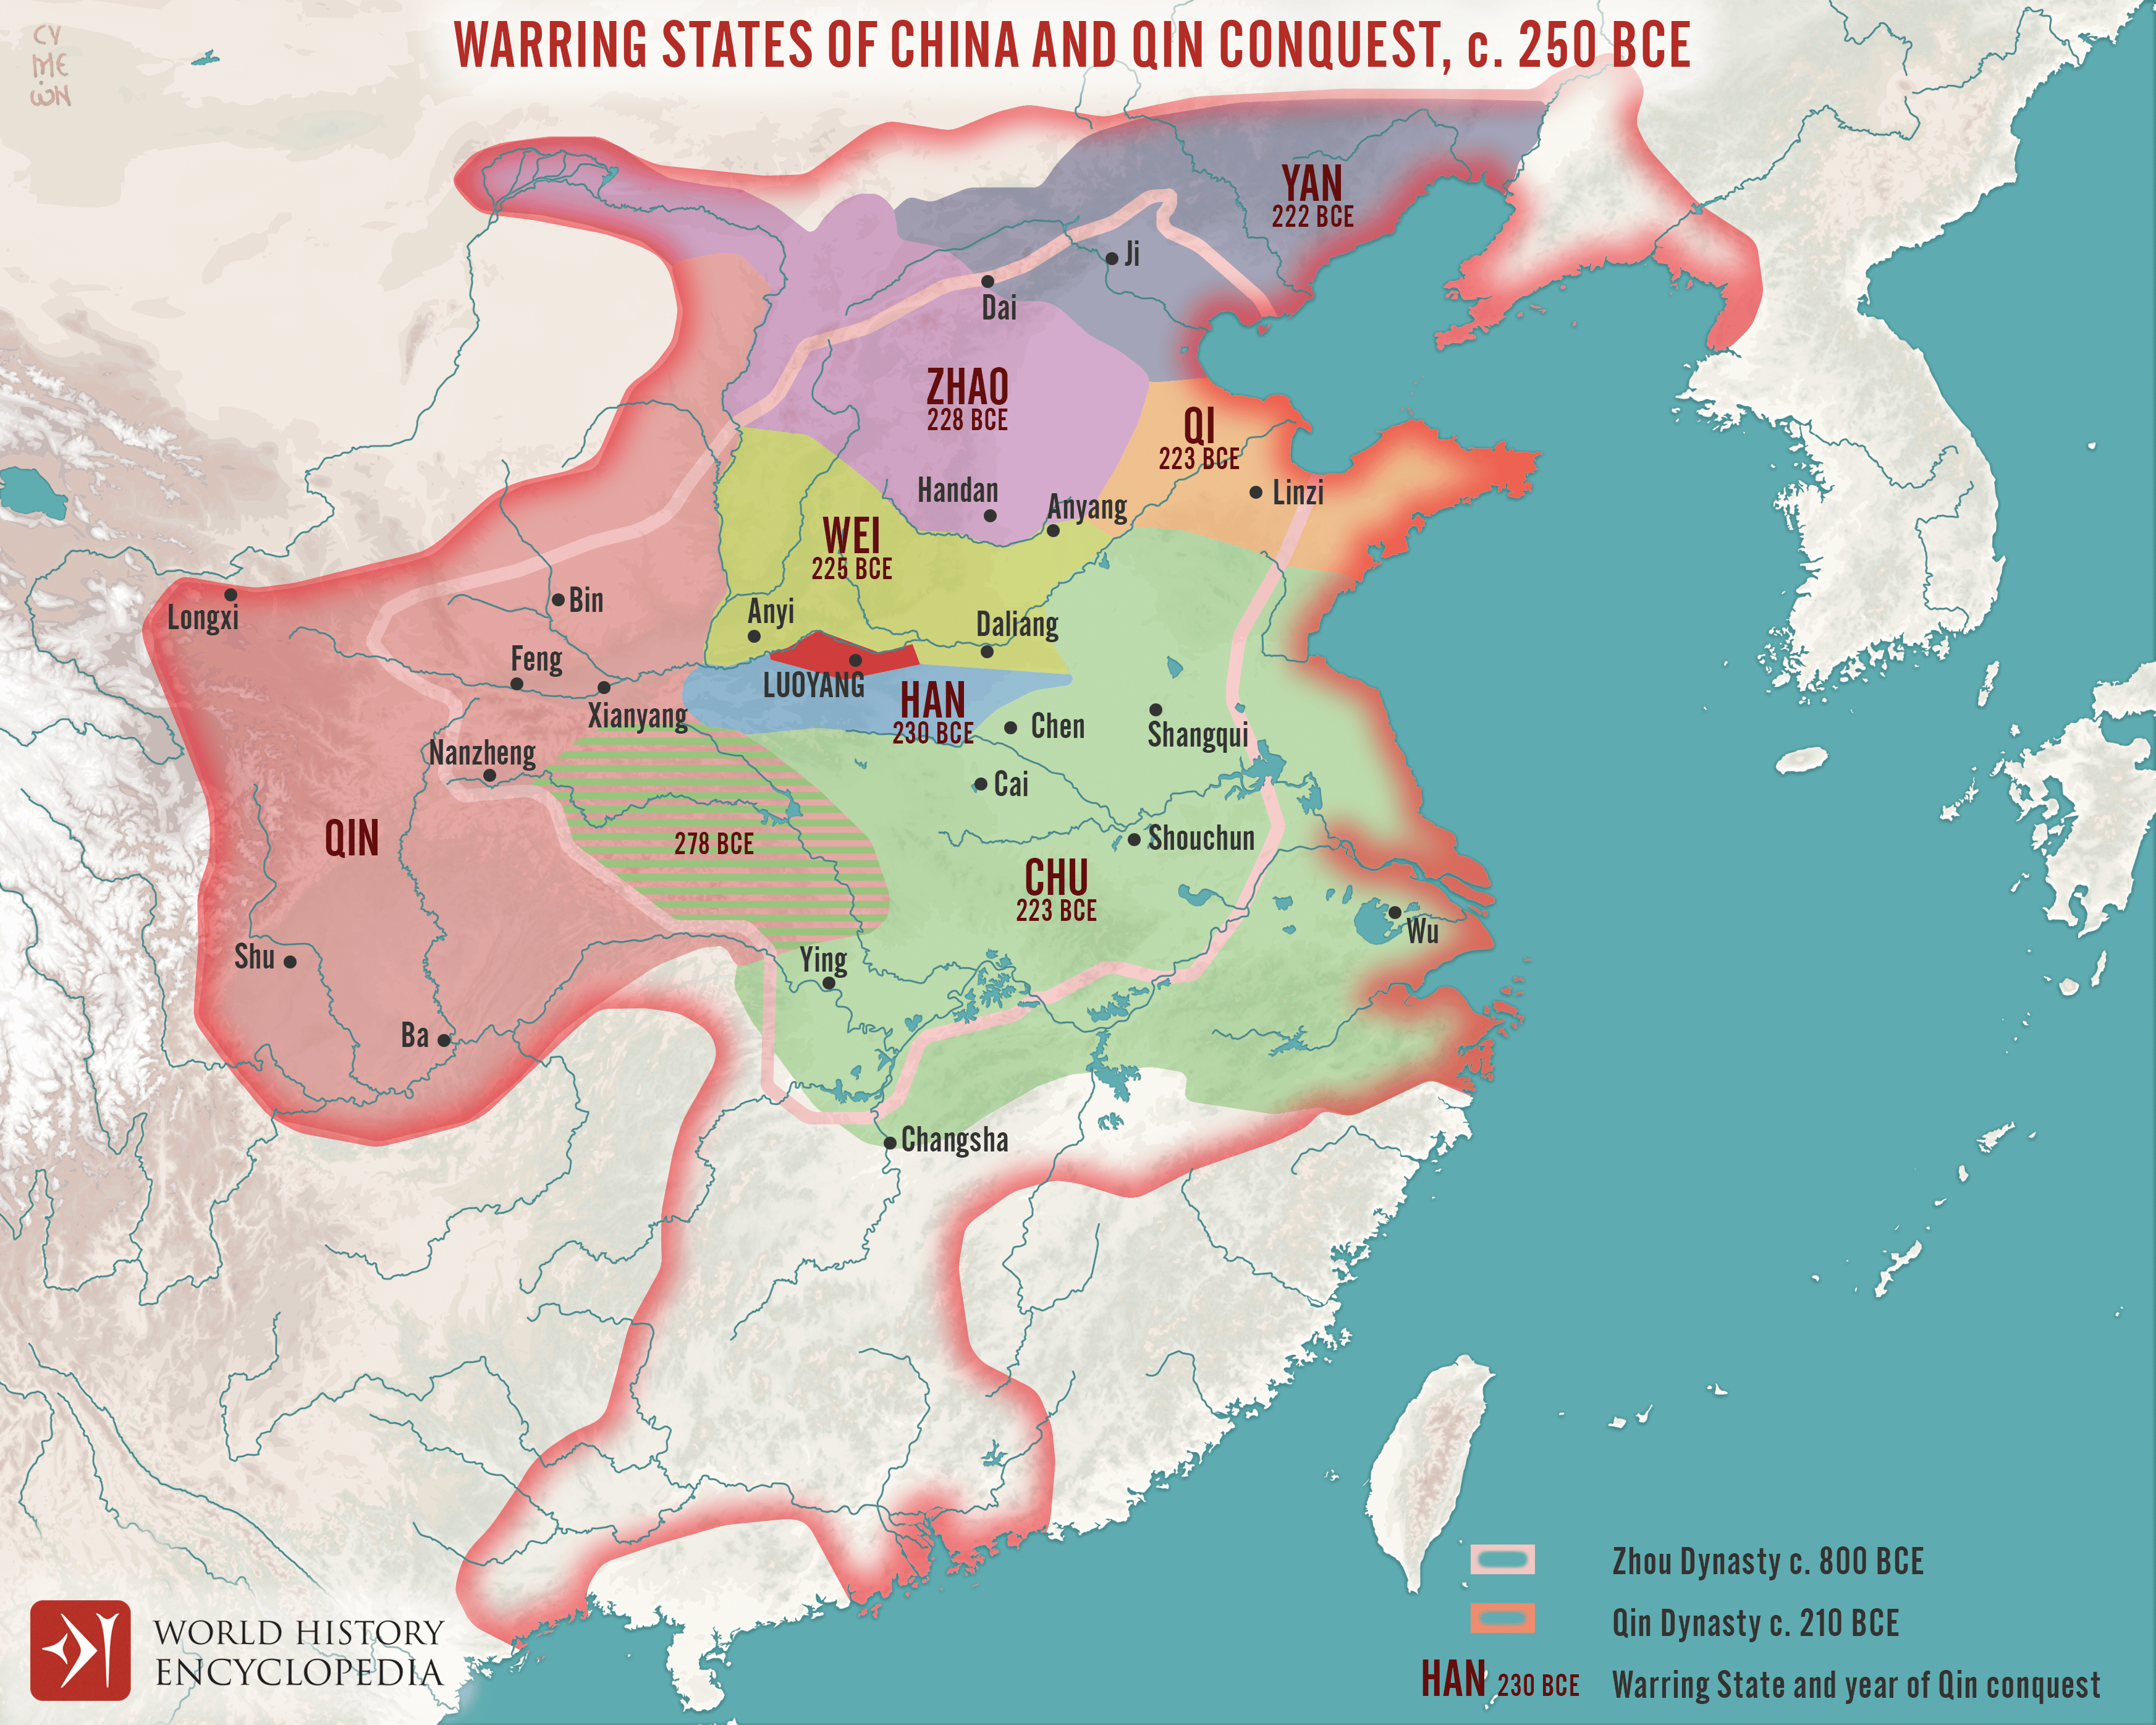 WARRING STATES OF CHINA AND QIN CONQUEST, c. 250 BCE
CY
ME
ωN
YAN
222 BCE
Ji
Dai
ZHAO
228 BCE
QI
223 BCE
Linzi
Handan
Anyang
WEI
225 BCE
Longxi
Bin
Anyi
Daliang
Feng
LUOYANG
HAN
230 BCE
Xianyang
Chen
Shangqui
Nanzheng
Cai
QIN
278 BCE
Shouchun
CHU
223 BCE
Wu
Shu
Ying
Ba
Changsha
Zhou Dynasty c. 800 BCE
Qin Dynasty c. 210 BCE
HAN 230 BCE Warring State and year of Qin conquest
WORLD HISTORY
ENCYCLOPEDIA